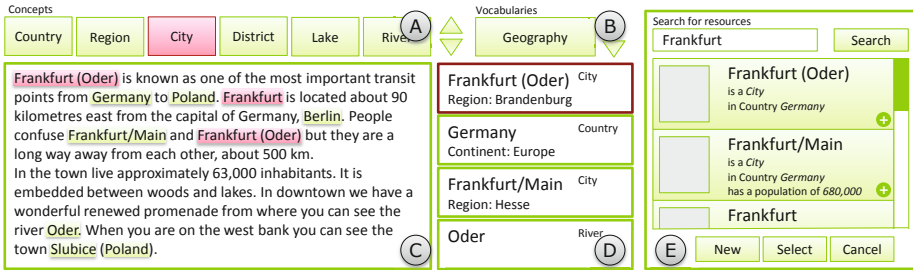 Concepts
Country
Region
City
District
Lake
River
A
Vocabularies
Geography
B
Frankfurt (Oder) is known as one of the most important transit
points from Germany to Poland. Frankfurt is located about 90
kilometres east from the capital of Germany, Berlin. People
confuse Frankfurt/Main and Frankfurt (Oder) but they are a
long way away from each other, about 500 km.
In the town live approximately 63,000 inhabitants. It is
embedded between woods and lakes. In downtown we have a
wonderful renewed promenade from where you can see the
river Oder. When you are on the west bank you can see the
town Slubice (Poland).
C
Frankfurt (Oder) City
Region: Brandenburg
Germany Country
Continent: Europe
Frankfurt/Main City
Region: Hesse
Oder River
D
Search for resources
Frankfurt
Search
Frankfurt (Oder)
is a City
in Country Germany
+
Frankfurt/Main
is a City
in Country Germany
has a population of 680,000
+
Frankfurt
E
New
Select
Cancel